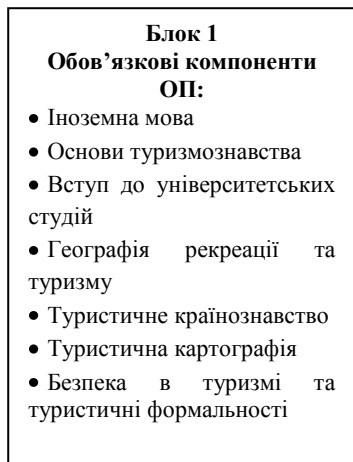 Блок 1
Обов’язкові компоненти
ОП:
• Іноземна мова
• Основи туризмознавства
• Вступ до університетських
студій
• Географія рекреації та
туризму
• Туристичне країнознавство
• Туристична картографія
• Безпека в туризмі та
туристичні формальності